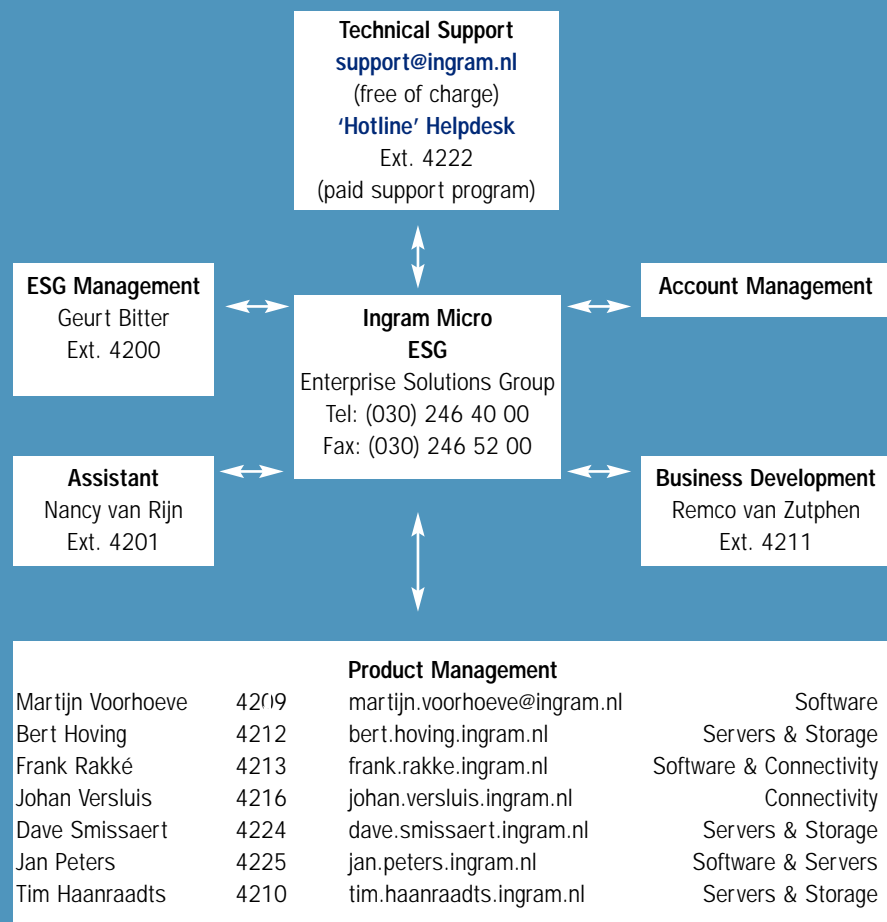 Technical Support
support@ingram.nl
(free of charge)
‘Hotline’ Helpdesk
Ext. 4222
(paid support program)
ESG Management
Geurt Bitter
Ext. 4200
Ingram Micro
ESG
Enterprise Solutions Group
Tel: (030) 246 40 00
Fax: (030) 246 52 00
Account Management
Assistant
Nancy van Rijn
Ext. 4201
Business Development
Remco van Zutphen
Ext. 4211
Product Management
Martijn Voorhoeve 4209 martijn.voorhoeve@ingram.nl Software
Bert Hoving 4212 bert.hoving.ingram.nl Servers & Storage
Frank Rakké 4213 frank.rakke.ingram.nl Software & Connectivity
Johan Versluis 4216 johan.versluis.ingram.nl Connectivity
Dave Smissaert 4224 dave.smissaert.ingram.nl Servers & Storage
Jan Peters 4225 jan.peters.ingram.nl Software & Servers
Tim Haanraadts 4210 tim.haanraadts.ingram.nl Servers & Storage